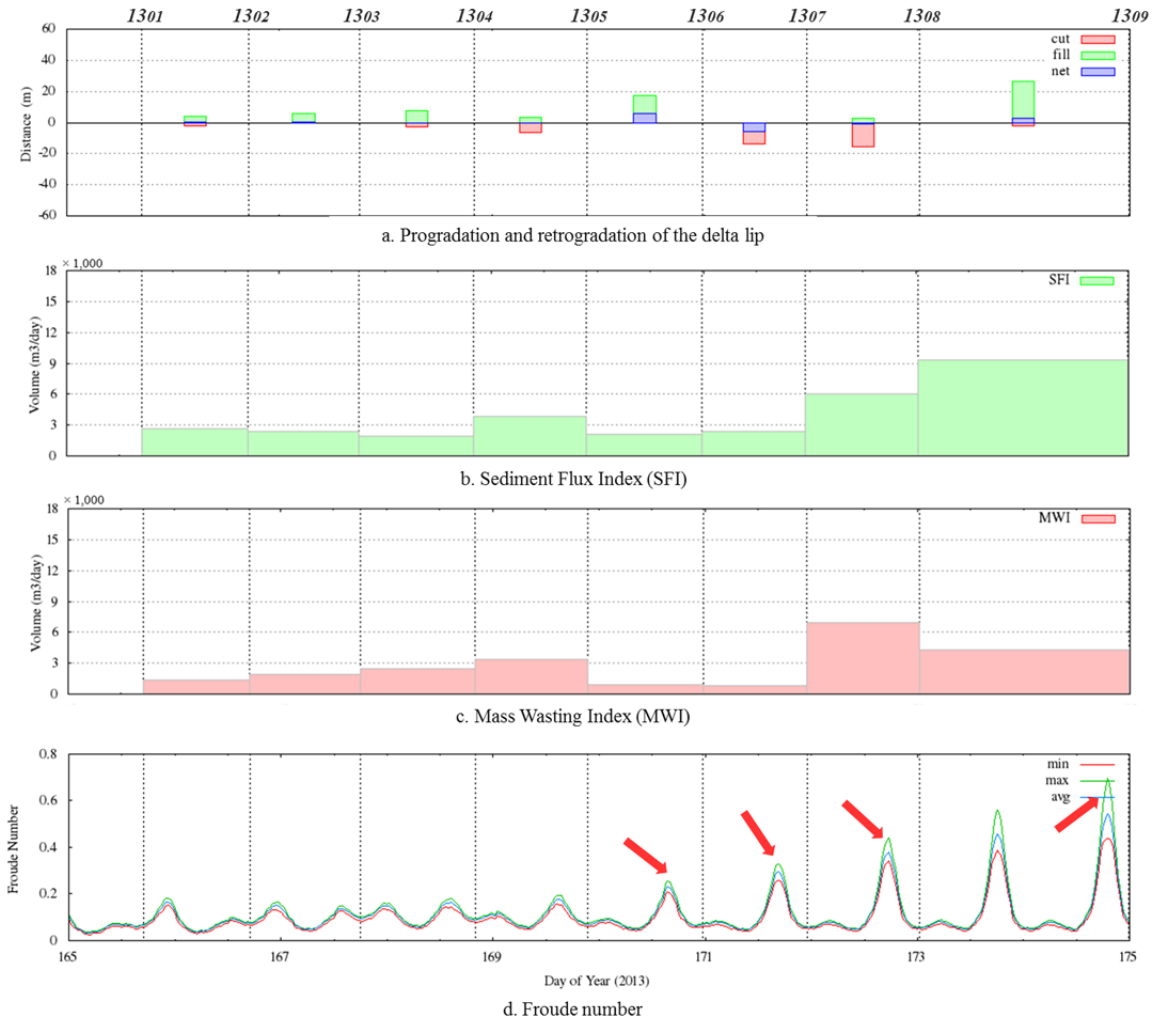 1301 1302 1303 1304 1305 1306 1307 1308 1309
60
40
20
0
-20
-40
-60
Distance (m)
cut
fill
net
a. Progradation and retrogradation of the delta lip
× 1,000
18
15
12
9
6
3
0
Volume (m3/day)
SFI
b. Sediment Flux Index (SFI)
× 1,000
18
15
12
9
6
3
0
Volume (m3/day)
MWI
c. Mass Wasting Index (MWI)
0.8
0.6
0.4
0.2
0
Froude Number
min
max
avg
165 167 169 171 173 175
Day of Year (2013)
d. Froude number